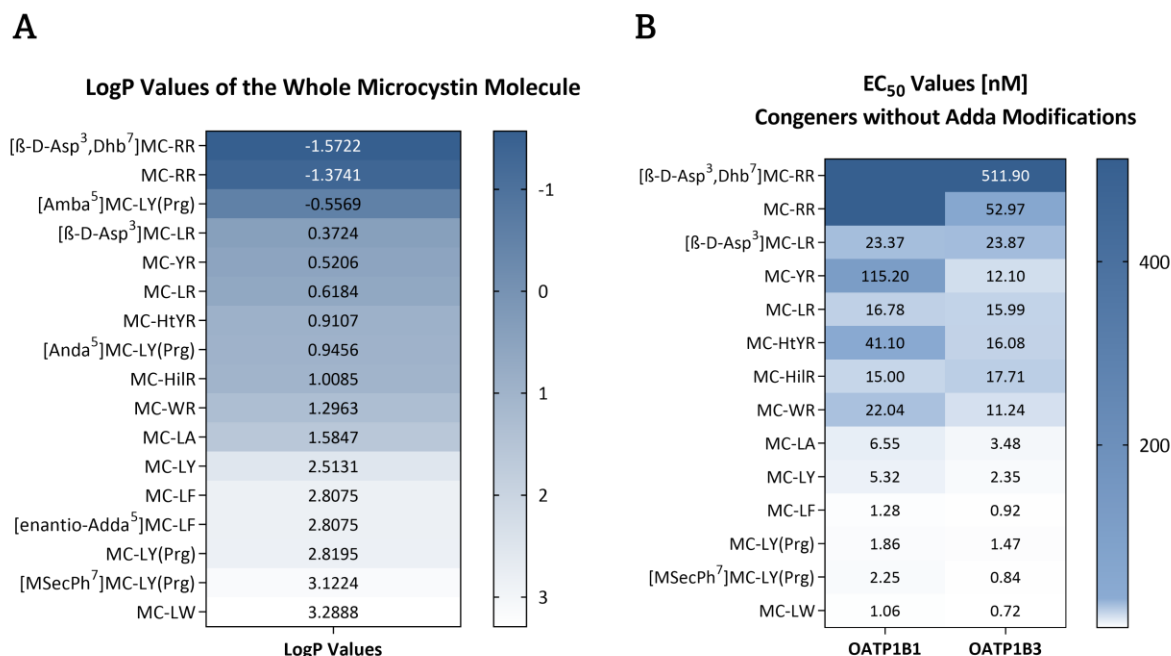 A
LogP Values of the Whole Microcystin Molecule
[ß-D-Asp³,Dhb⁷]MC-RR -1.5722
MC-RR -1.3741
[Amba⁵]MC-LY(Prg) -0.5569
[ß-D-Asp³]MC-LR 0.3724
MC-YR 0.5206
MC-LR 0.6184
MC-HtYR 0.9107
[Anda⁵]MC-LY(Prg) 0.9456
MC-HilR 1.0085
MC-WR 1.2963
MC-LA 1.5847
MC-LY 2.5131
MC-LF 2.8075
[enantio-Adda⁵]MC-LF 2.8075
MC-LY(Prg) 2.8195
[MSecPh⁷]MC-LY(Prg) 3.1224
MC-LW 3.2888
LogP Values
-1
0
1
2
3
B
EC₅₀ Values [nM]
Congeners without Adda Modifications
[ß-D-Asp³,Dhb⁷]MC-RR 511.90
MC-RR 52.97
[ß-D-Asp³]MC-LR 23.37 23.87
MC-YR 115.20 12.10
MC-LR 16.78 15.99
MC-HtYR 41.10 16.08
MC-HilR 15.00 17.71
MC-WR 22.04 11.24
MC-LA 6.55 3.48
MC-LY 5.32 2.35
MC-LF 1.28 0.92
MC-LY(Prg) 1.86 1.47
[MSecPh⁷]MC-LY(Prg) 2.25 0.84
MC-LW 1.06 0.72
OATP1B1 OATP1B3
400
200